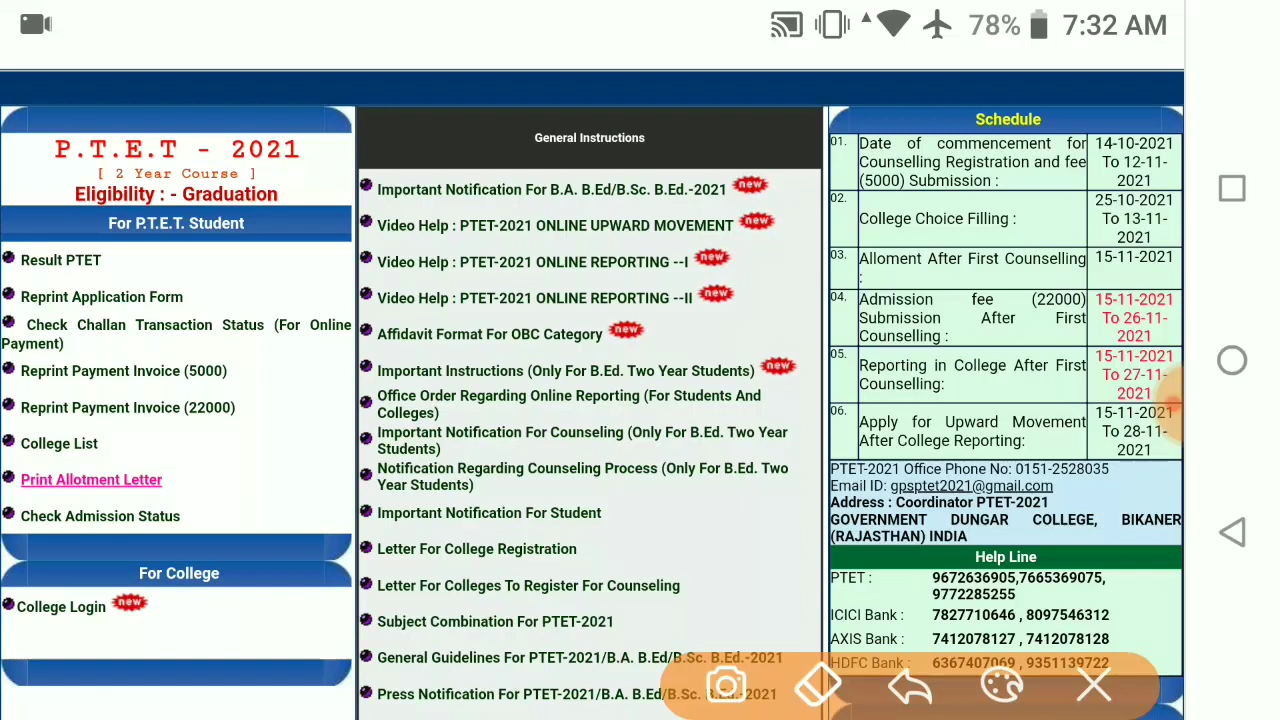 78% 7:32 AM
P.T.E.T - 2021
[ 2 Year Course ]
Eligibility : - Graduation
For P.T.E.T. Student
Result PTET
Reprint Application Form
Check Challan Transaction Status (For Online
Payment)
Reprint Payment Invoice (5000)
Reprint Payment Invoice (22000)
College List
Print Allotment Letter
Check Admission Status
For College
College Login new
General Instructions
Important Notification For B.A. B.Ed/B.Sc. B.Ed.-2021 new
Video Help : PTET-2021 ONLINE UPWARD MOVEMENT new
Video Help : PTET-2021 ONLINE REPORTING --I new
Video Help : PTET-2021 ONLINE REPORTING --II new
Affidavit Format For OBC Category new
Important Instructions (Only For B.Ed. Two Year Students) new
Office Order Regarding Online Reporting (For Students And
Colleges)
Important Notification For Counseling (Only For B.Ed. Two Year
Students)
Notification Regarding Counseling Process (Only For B.Ed. Two
Year Students)
Important Notification For Student
Letter For College Registration
Letter For Colleges To Register For Counseling
Subject Combination For PTET-2021
General Guidelines For PTET-2021/B.A. B.Ed/B.Sc. B.Ed.-2021
Press Notification For PTET-2021/B.A. B.Ed/B.Sc. B.Ed.-2021
Schedule
01. Date of commencement for 14-10-2021
Counselling Registration and fee To 12-11-
(5000) Submission : 2021
02. 25-10-2021
College Choice Filling : To 13-11-
2021
03. Alloment After First Counselling 15-11-2021
:
04. Admission fee (22000) 15-11-2021
Submission After First To 26-11-
Counselling : 2021
05. 15-11-2021
Reporting in College After First To 27-11-
Counselling: 2021
06. 15-11-2021
Apply for Upward Movement To 28-11-
After College Reporting: 2021
PTET-2021 Office Phone No: 0151-2528035
Email ID: gpsptet2021@gmail.com
Address : Coordinator PTET-2021
GOVERNMENT DUNGAR COLLEGE, BIKANER
(RAJASTHAN) INDIA
Help Line
PTET : 9672636905,7665369075,
9772285255
ICICI Bank : 7827710646 , 8097546312
AXIS Bank : 7412078127 , 7412078128
HDFC Bank : 6367407069 , 9351139722